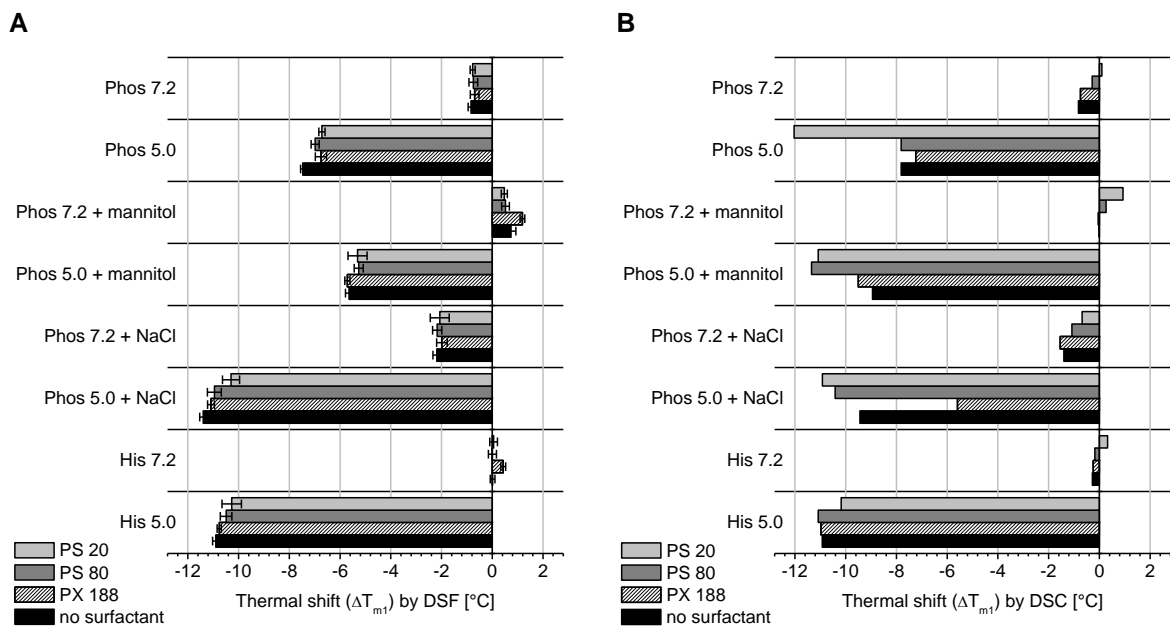 A
Phos 7.2
Phos 5.0
Phos 7.2 + mannitol
Phos 5.0 + mannitol
Phos 7.2 + NaCl
Phos 5.0 + NaCl
His 7.2
His 5.0
PS 20
PS 80
PX 188
no surfactant
-12 -10 -8 -6 -4 -2 0 2
Thermal shift (ΔTm1) by DSF [°C]
B
Phos 7.2
Phos 5.0
Phos 7.2 + mannitol
Phos 5.0 + mannitol
Phos 7.2 + NaCl
Phos 5.0 + NaCl
His 7.2
His 5.0
PS 20
PS 80
PX 188
no surfactant
-12 -10 -8 -6 -4 -2 0 2
Thermal shift (ΔTm1) by DSC [°C]